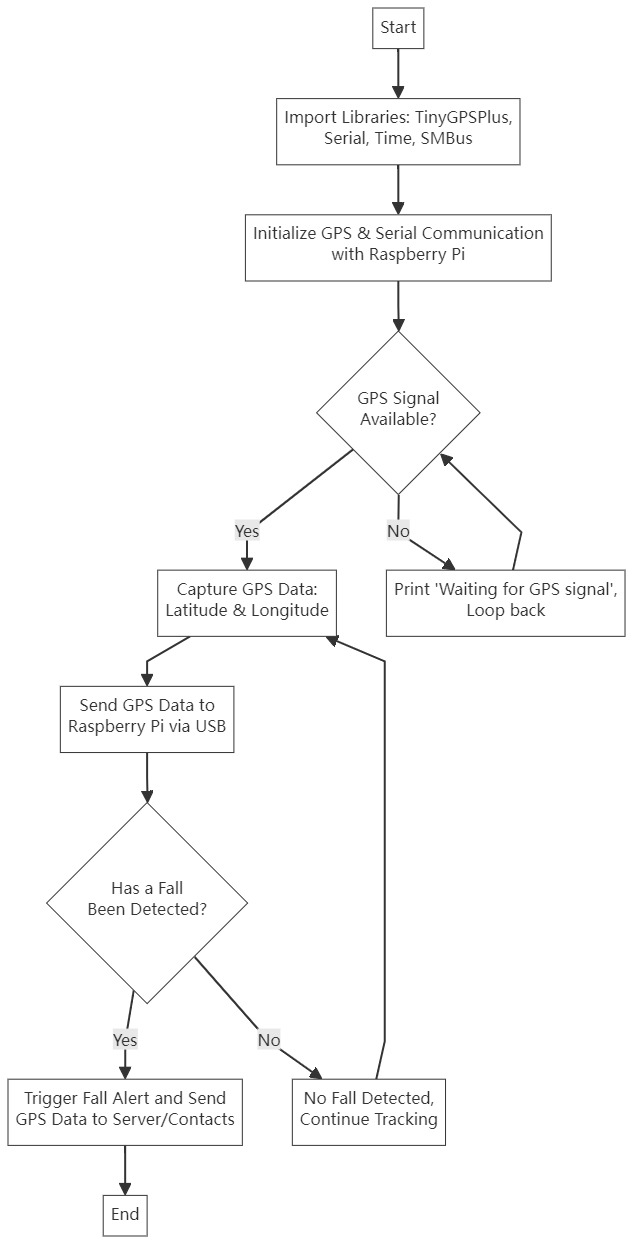 Start
Import Libraries: TinyGPSPlus,
Serial, Time, SMBus
Initialize GPS & Serial Communication
with Raspberry Pi
GPS Signal
Available?
Yes
No
Capture GPS Data:
Latitude & Longitude
Print 'Waiting for GPS signal',
Loop back
Send GPS Data to
Raspberry Pi via USB
Has a Fall
Been Detected?
Yes
No
Trigger Fall Alert and Send
GPS Data to Server/Contacts
No Fall Detected,
Continue Tracking
End